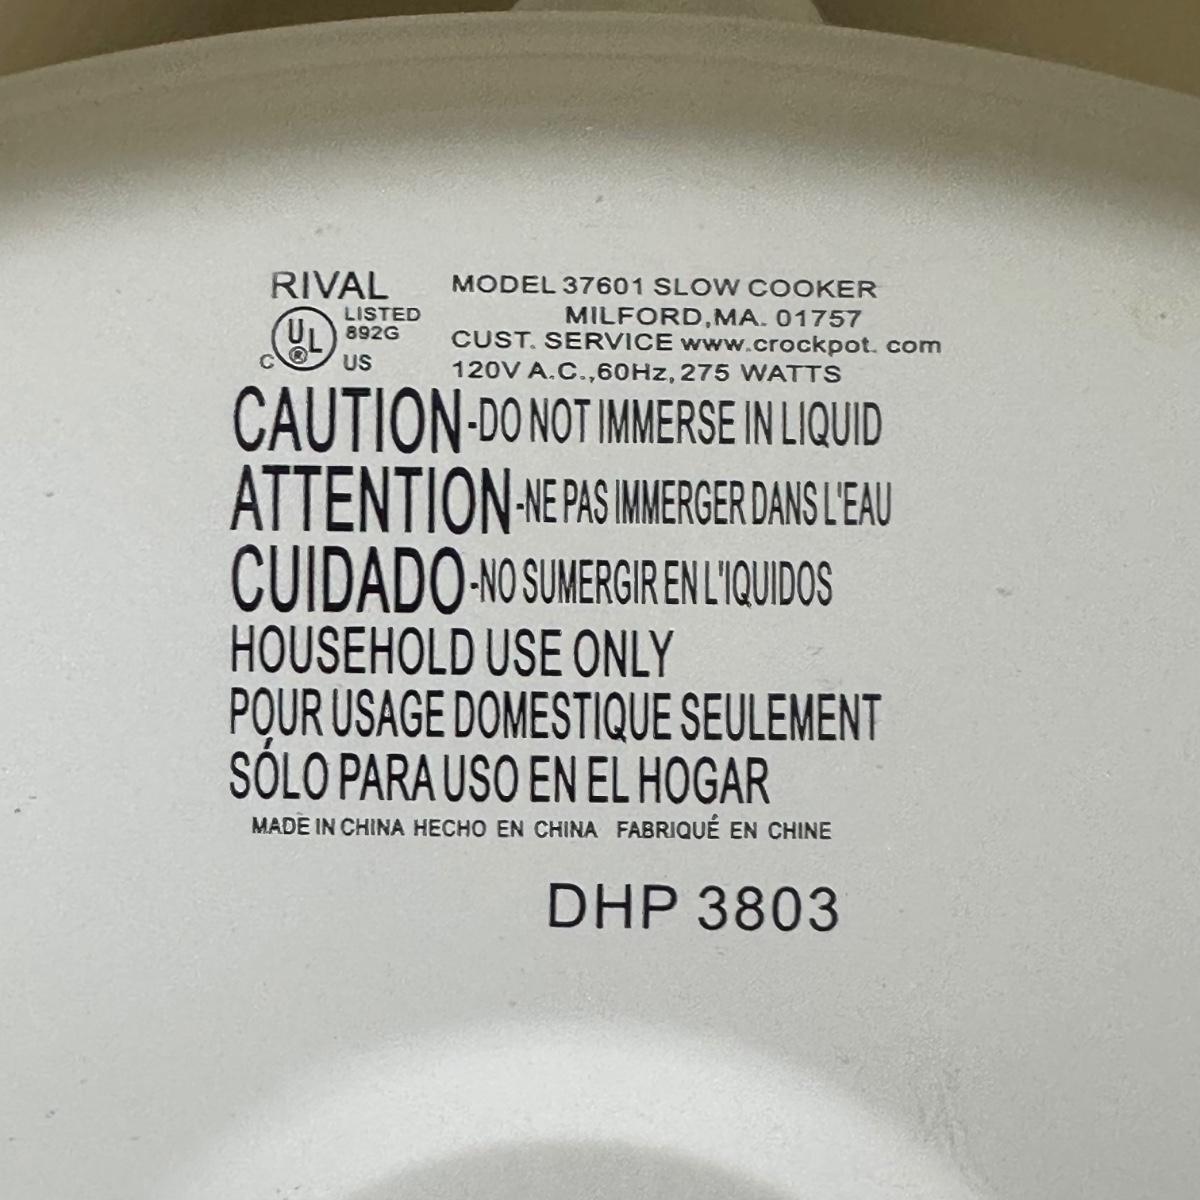 RIVAL
C UL ® US LISTED 892G
MODEL 37601 SLOW COOKER
MILFORD,MA. 01757
CUST. SERVICE www.crockpot. com
120V A.C.,60Hz, 275 WATTS
CAUTION-DO NOT IMMERSE IN LIQUID
ATTENTION-NE PAS IMMERGER DANS L'EAU
CUIDADO-NO SUMERGIR EN L'IQUIDOS
HOUSEHOLD USE ONLY
POUR USAGE DOMESTIQUE SEULEMENT
SÓLO PARA USO EN EL HOGAR
MADE IN CHINA HECHO EN CHINA FABRIQUÉ EN CHINE
DHP 3803